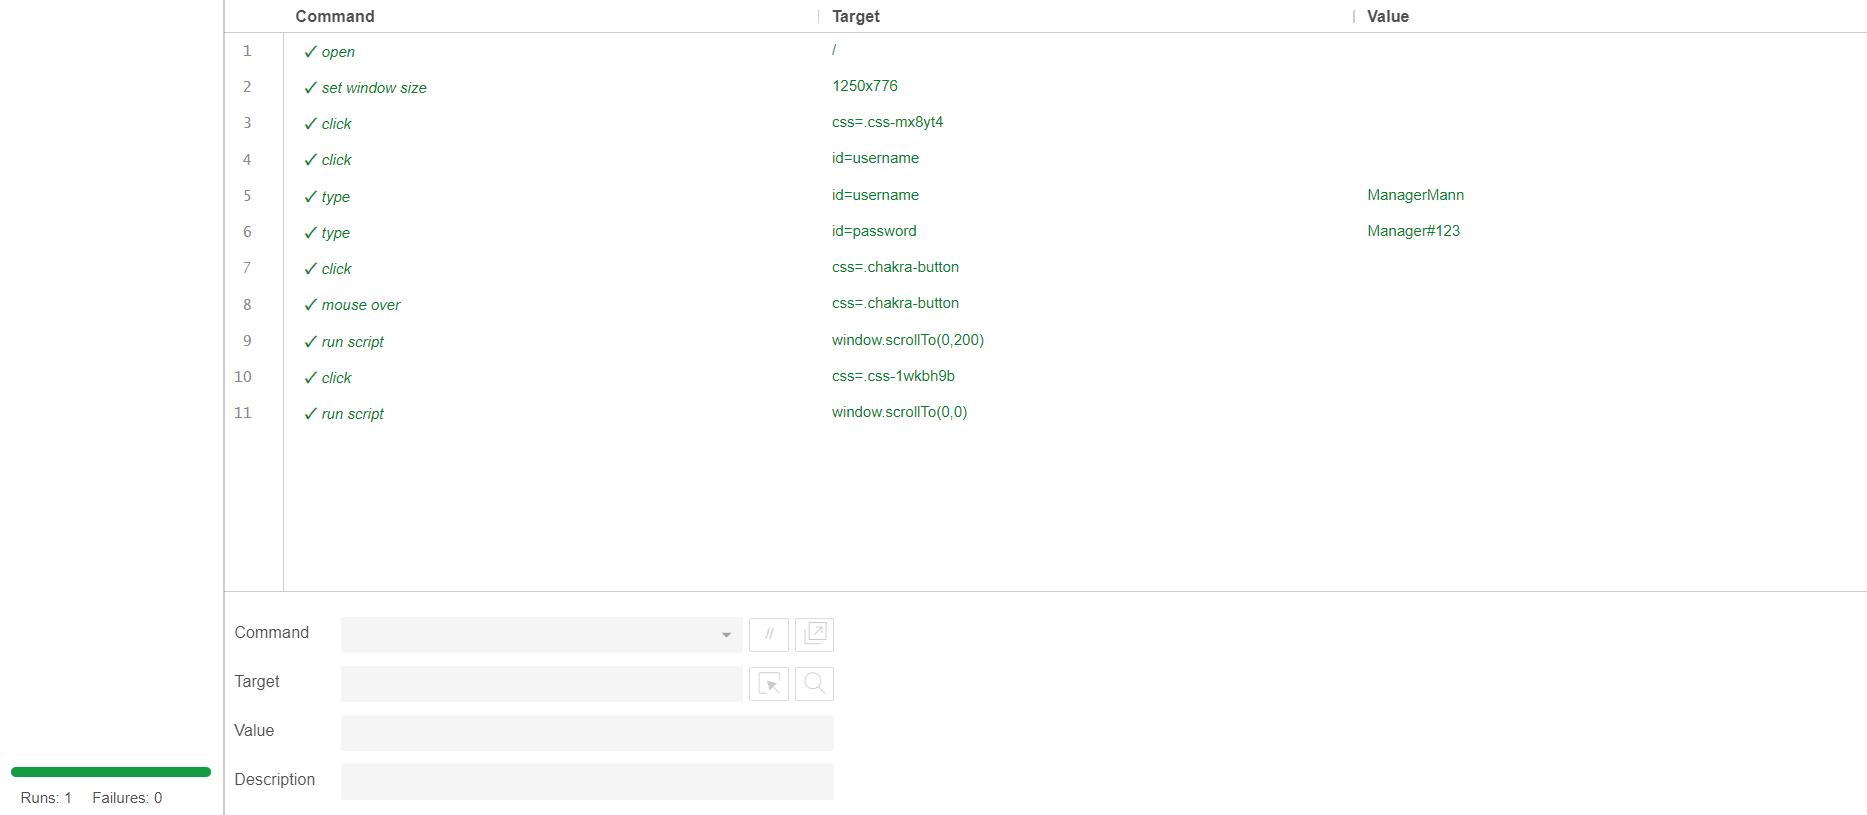 Command Target Value
1 ✓ open /
2 ✓ set window size 1250x776
3 ✓ click css=.css-mx8yt4
4 ✓ click id=username
5 ✓ type id=username ManagerMann
6 ✓ type id=password Manager#123
7 ✓ click css=.chakra-button
8 ✓ mouse over css=.chakra-button
9 ✓ run script window.scrollTo(0,200)
10 ✓ click css=.css-1wkbh9b
11 ✓ run script window.scrollTo(0,0)
Command //
Target
Value
Description
Runs: 1 Failures: 0